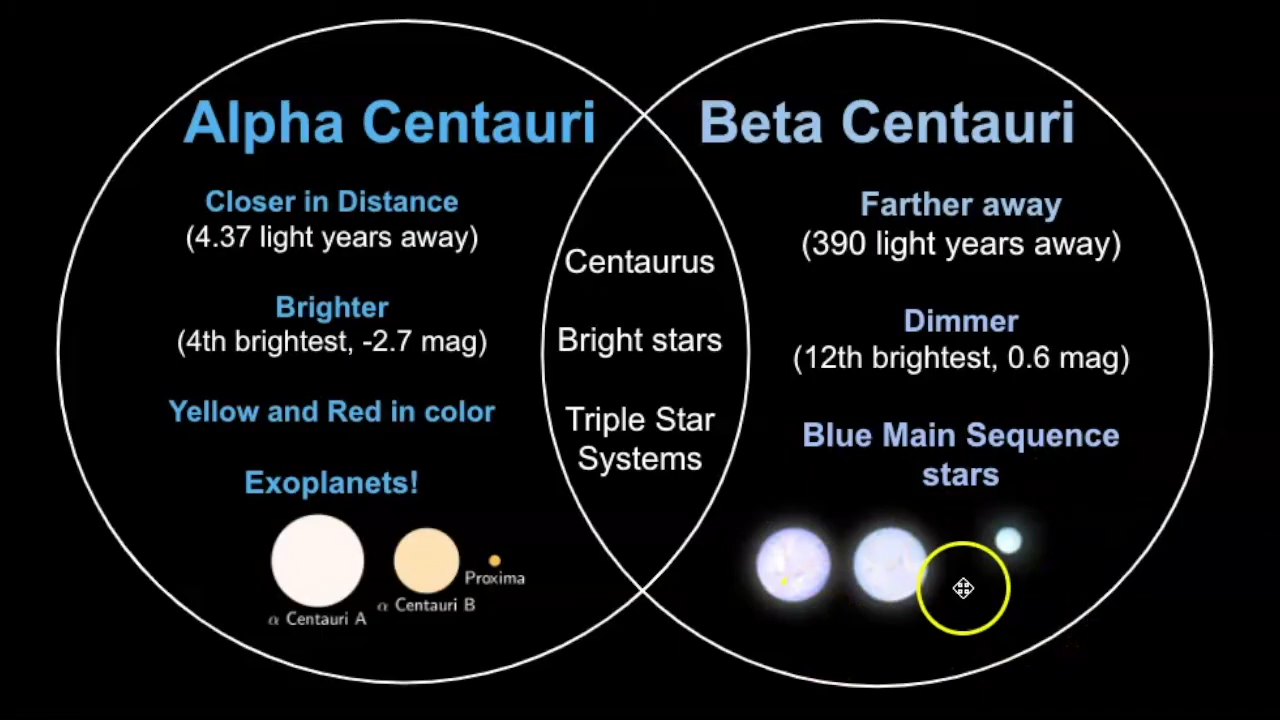 Alpha Centauri
Closer in Distance
(4.37 light years away)
Brighter
(4th brightest, -2.7 mag)
Yellow and Red in color
Exoplanets!
α Centauri A
α Centauri B
Proxima
Centaurus
Bright stars
Triple Star
Systems
Beta Centauri
Farther away
(390 light years away)
Dimmer
(12th brightest, 0.6 mag)
Blue Main Sequence
stars